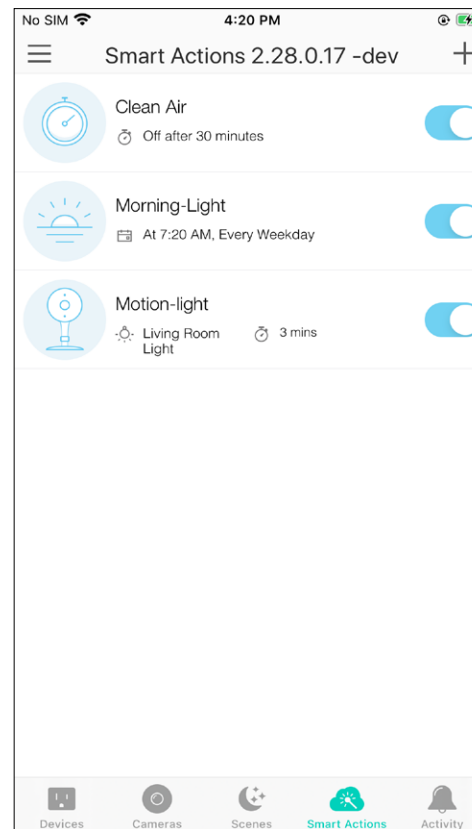 No SIM 4:20 PM
Smart Actions 2.28.0.17 -dev
Clean Air
Off after 30 minutes
Morning-Light
At 7:20 AM, Every Weekday
Motion-light
Living Room 3 mins
Light
Devices Cameras Scenes Smart Actions Activity